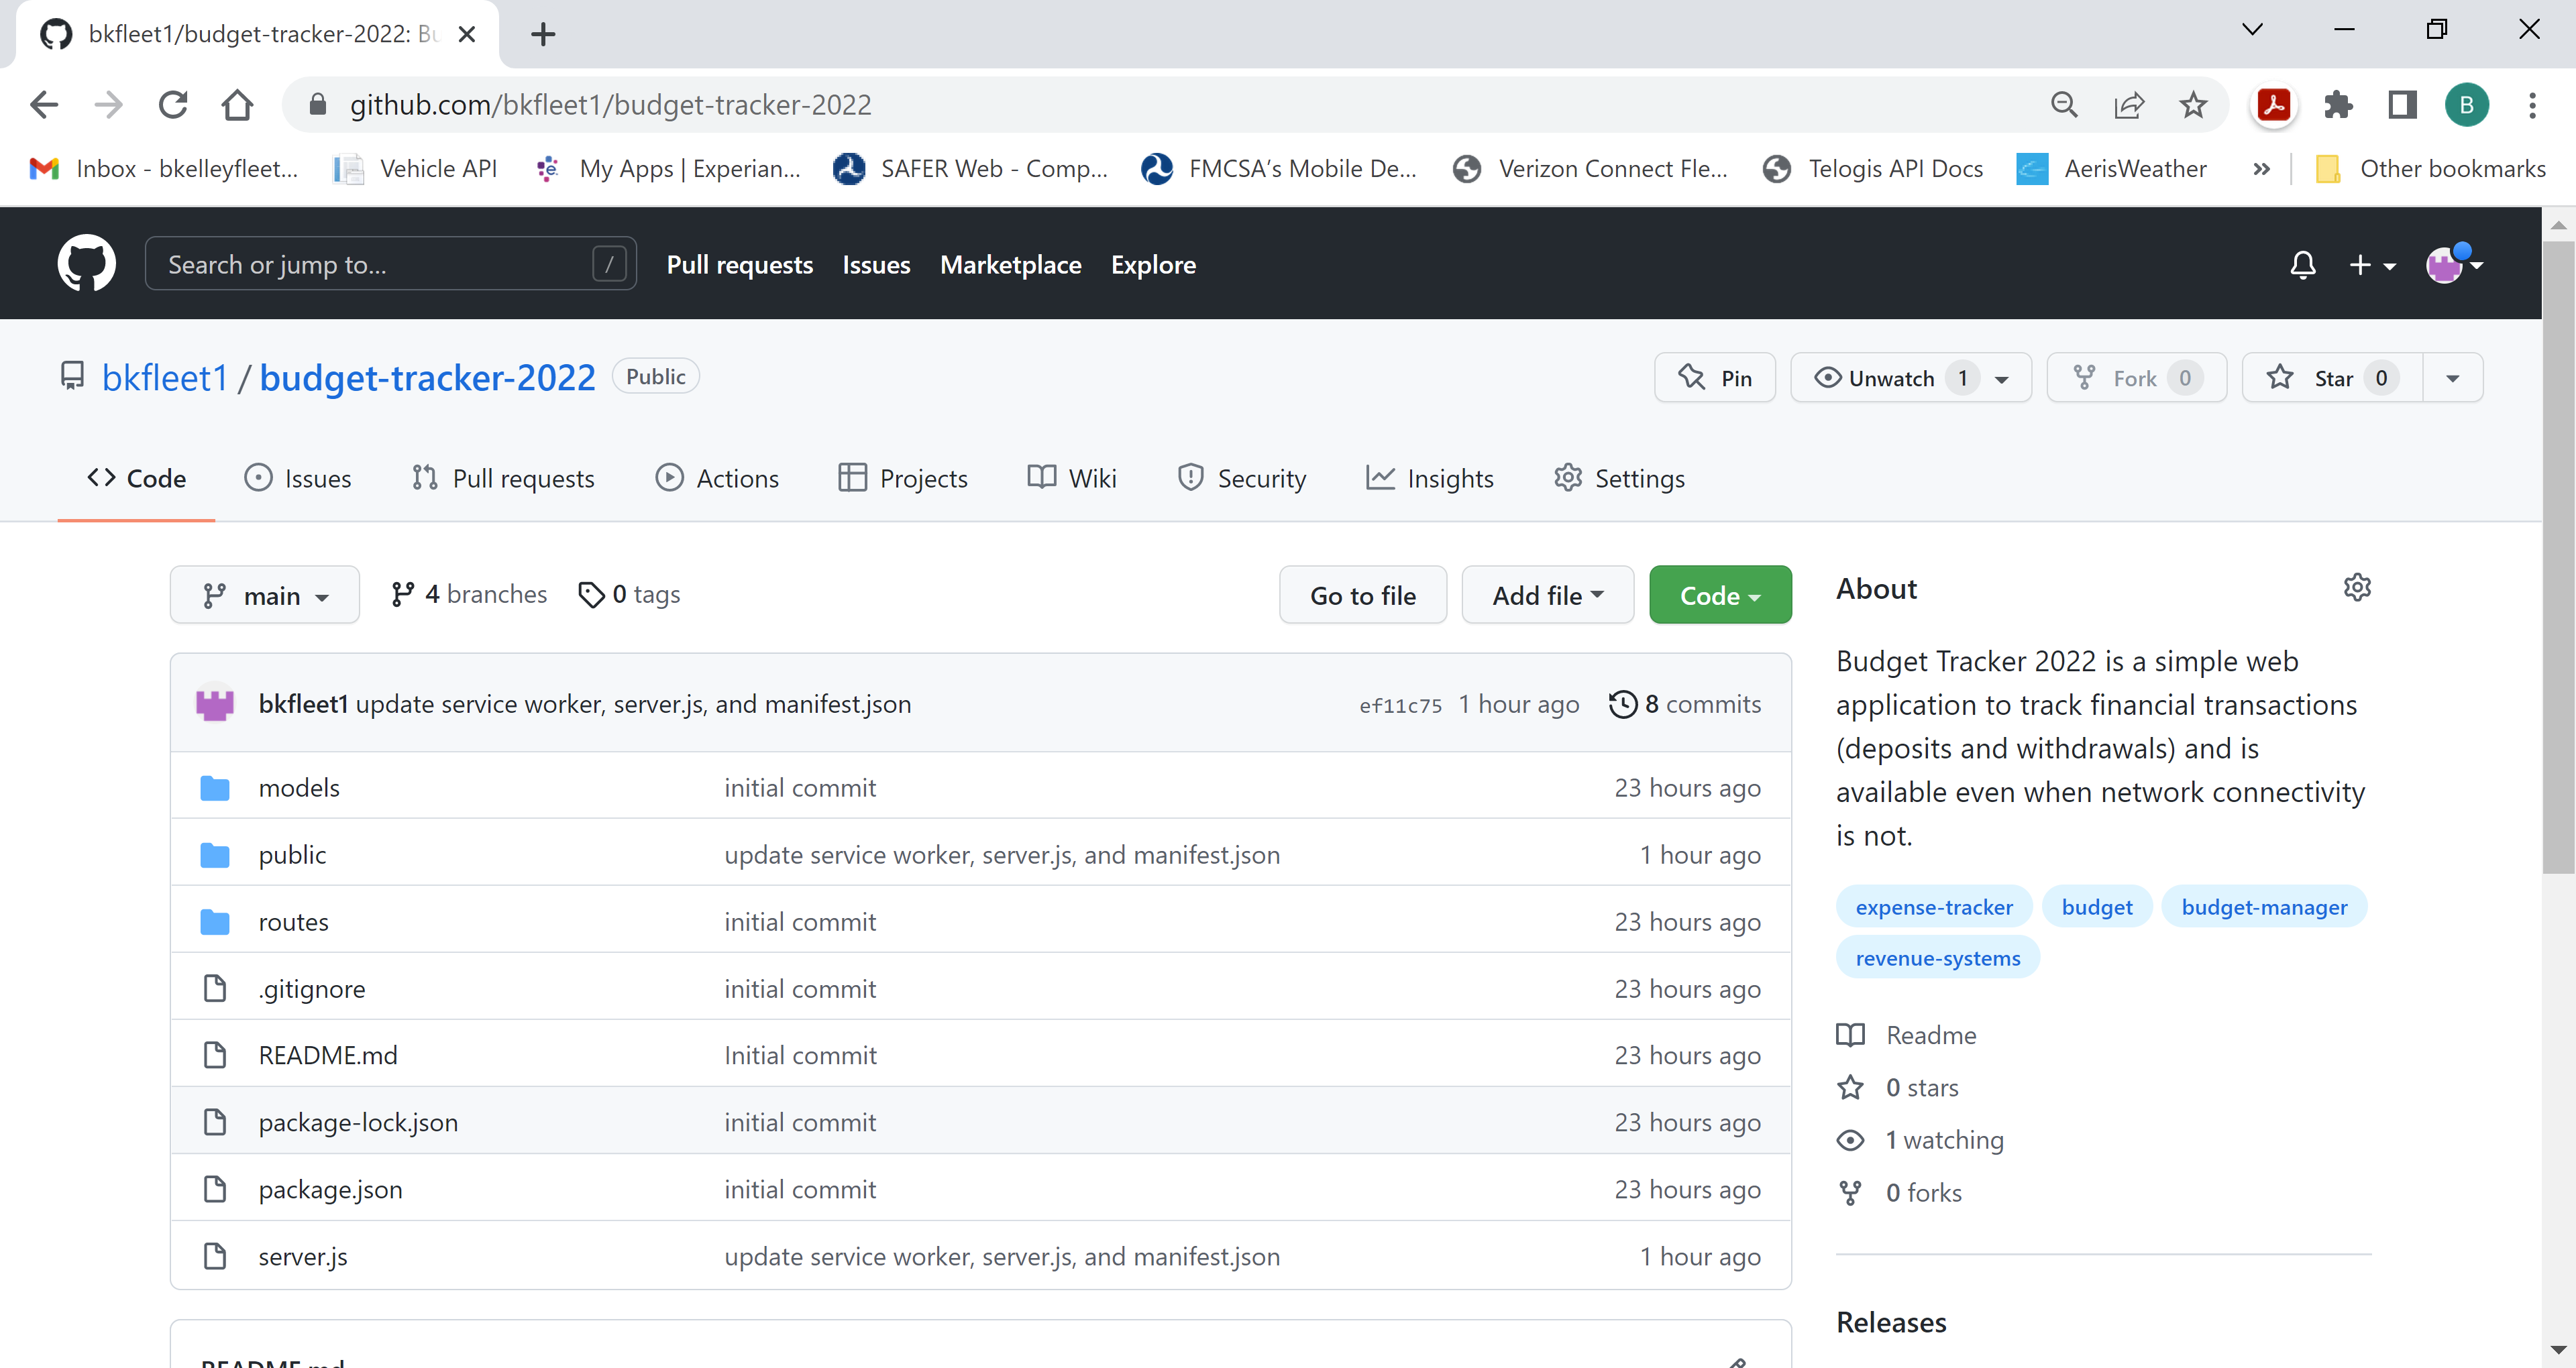 bkfleet1/budget-tracker-2022: Bu
github.com/bkfleet1/budget-tracker-2022
B
Inbox - bkelleyfleet...
Vehicle API
My Apps | Experian...
SAFER Web - Comp...
FMCSA's Mobile De...
Verizon Connect Fle...
Telogis API Docs
AerisWeather
»
Other bookmarks
Search or jump to...
/
Pull requests
Issues
Marketplace
Explore
bkfleet1 / budget-tracker-2022
Public
Pin
Unwatch 1
Fork 0
Star 0
Code
Issues
Pull requests
Actions
Projects
Wiki
Security
Insights
Settings
main
4 branches
0 tags
Go to file
Add file
Code
bkfleet1 update service worker, server.js, and manifest.json
ef11c75 1 hour ago
8 commits
models initial commit 23 hours ago
public update service worker, server.js, and manifest.json 1 hour ago
routes initial commit 23 hours ago
.gitignore initial commit 23 hours ago
README.md Initial commit 23 hours ago
package-lock.json initial commit 23 hours ago
package.json initial commit 23 hours ago
server.js update service worker, server.js, and manifest.json 1 hour ago
README.md
About
Budget Tracker 2022 is a simple web
application to track financial transactions
(deposits and withdrawals) and is
available even when network connectivity
is not.
expense-tracker
budget
budget-manager
revenue-systems
Readme
0 stars
1 watching
0 forks
Releases